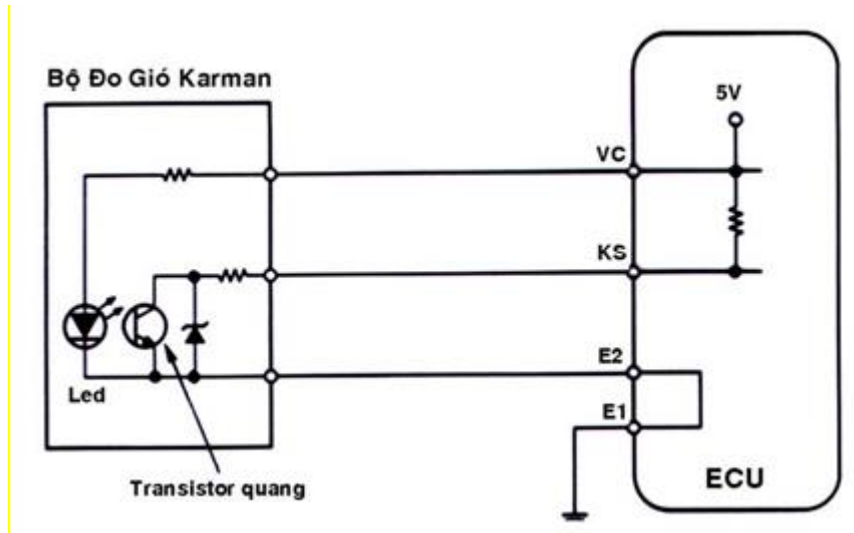 Bộ Đo Gió Karman
5V
VC
KS
E2
E1
Led
Transistor quang
ECU